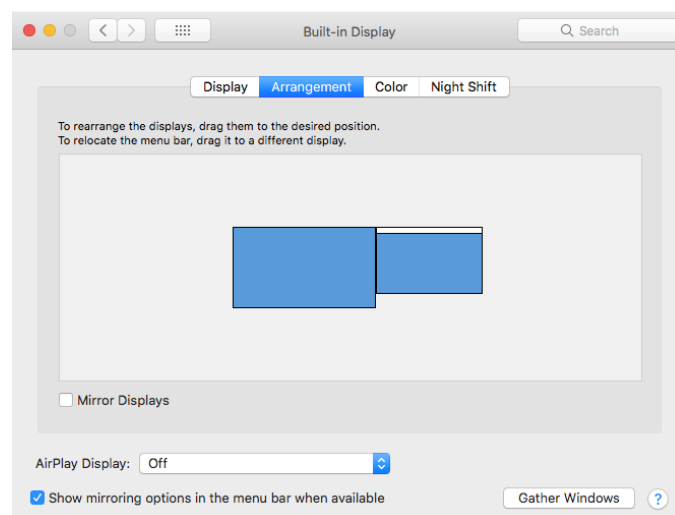 Built-in Display
Search
Display Arrangement Color Night Shift
To rearrange the displays, drag them to the desired position.
To relocate the menu bar, drag it to a different display.
Mirror Displays
AirPlay Display: Off
Show mirroring options in the menu bar when available
Gather Windows ?